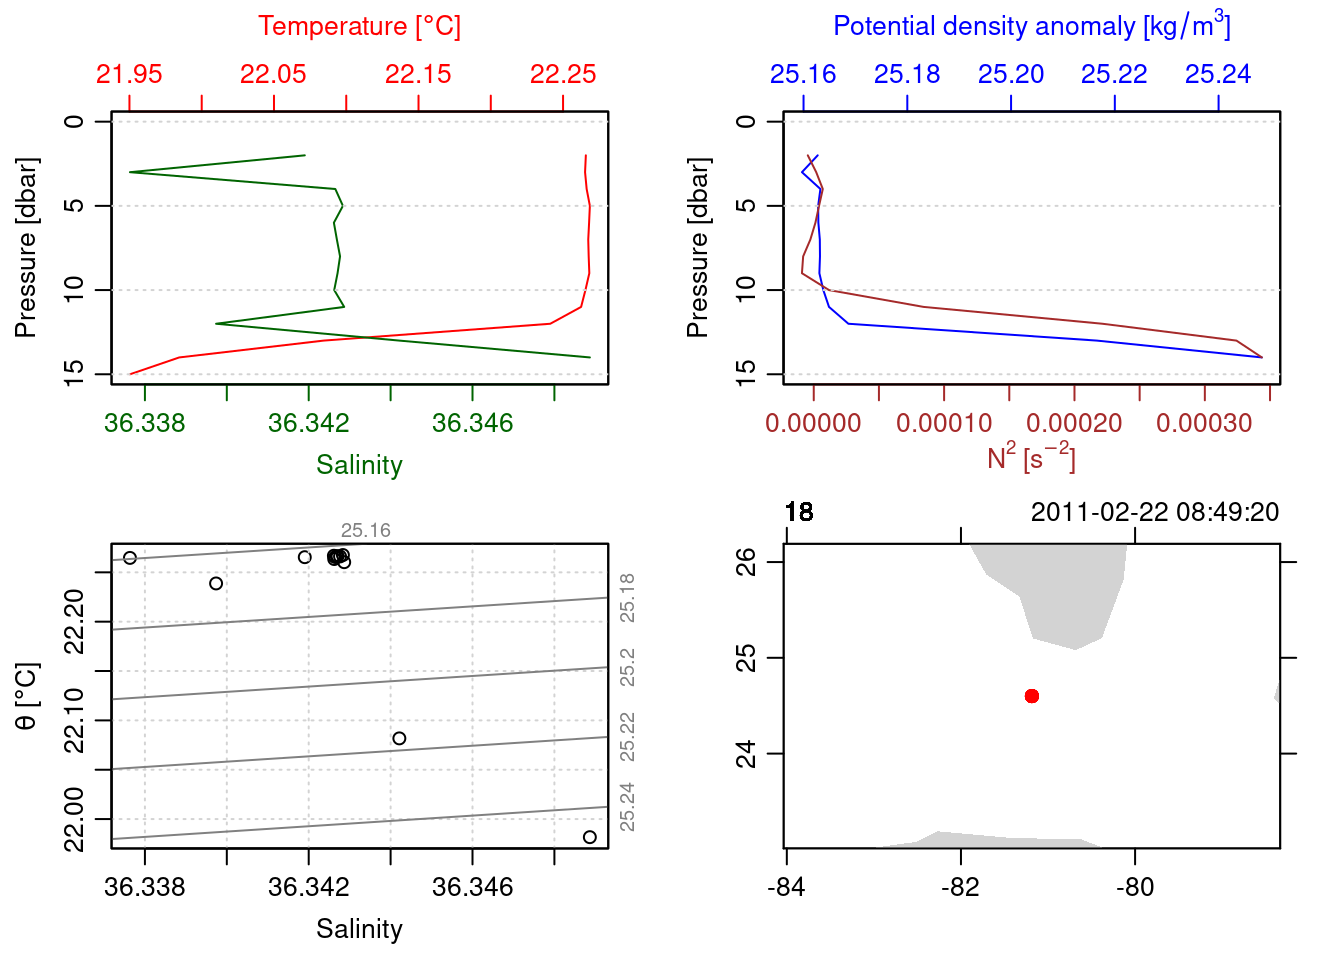 Temperature [°C]
21.95 22.05 22.15 22.25
Pressure [dbar]
0 5 10 15
36.338 36.342 36.346
Salinity
Potential density anomaly [kg/m³]
25.16 25.18 25.20 25.22 25.24
Pressure [dbar]
0 5 10 15
0.00000 0.00010 0.00020 0.00030
N² [s⁻²]
25.16
θ [°C]
22.20
22.10
22.00
25.18
25.2
25.22
25.24
36.338 36.342 36.346
Salinity
18 2011-02-22 08:49:20
26
25
24
-84 -82 -80